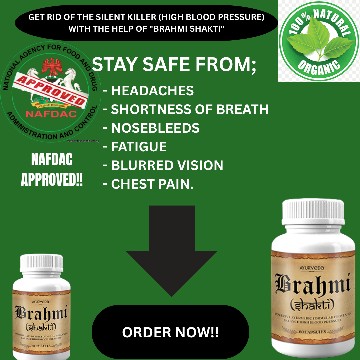 GET RID OF THE SILENT KILLER (HIGH BLOOD PRESSURE)
WITH THE HELP OF "BRAHMI SHAKTI"
100% NATURAL
ORGANIC
NATIONAL AGENCY FOR FOOD AND DRUG
APPROVED
NAFDAC
ADMINISTRATION AND CONTROL
STAY SAFE FROM;
- HEADACHES
- SHORTNESS OF BREATH
- NOSEBLEEDS
- FATIGUE
- BLURRED VISION
- CHEST PAIN.
NAFDAC
APPROVED!!
AYURVEDA
Brahmi
(shakti)
Brahmi
(shakti)
ORDER NOW!!